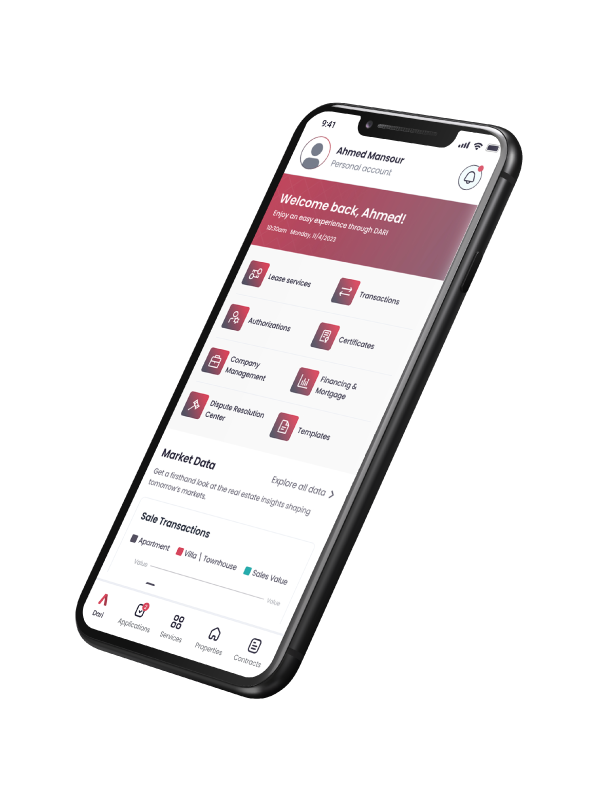 9:41
Ahmed Mansour
Personal account
Welcome back, Ahmed!
Enjoy an easy experience through DARI
12:30am Monday, 11/4/2023
Lease services
Transactions
Authorizations
Certificates
Company
Management
Financing &
Mortgage
Dispute Resolution
Center
Templates
Market Data
Explore all data
Get a firsthand look at the real estate insights shaping
tomorrow's markets.
Sale Transactions
Apartment
Villa | Townhouse
Sales Value
Value
Value
Dari
Applications
Services
Properties
Contracts